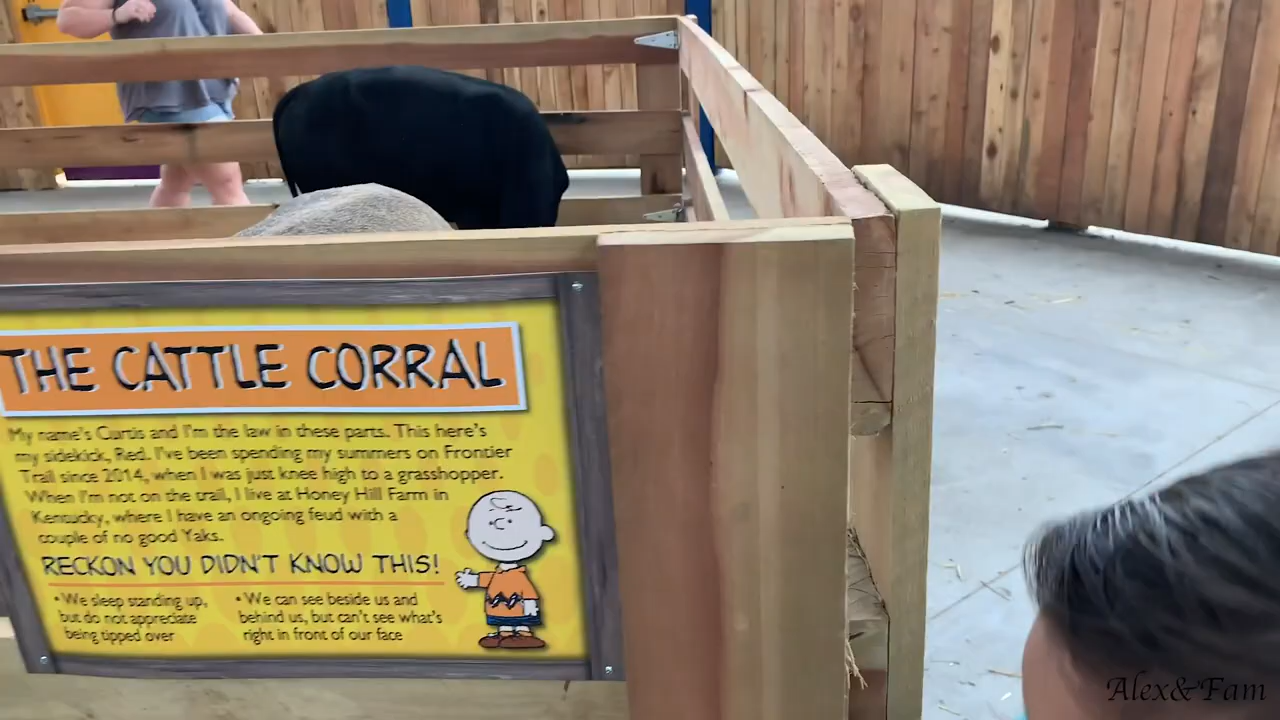 THE CATTLE CORRAL
My name's Curtis and I'm the law in these parts. This here's
my sidekick, Red. I've been spending my summers on Frontier
Trail since 2014, when I was just knee high to a grasshopper.
When I'm not on the trail, I live at Honey Hill Farm in
Kentucky, where I have an ongoing feud with a
couple of no good Yaks.
RECKON YOU DIDN'T KNOW THIS!
• We sleep standing up,
but do not appreciate
being tipped over
• We can see beside us and
behind us, but can't see what's
right in front of our face
Alex&Fam